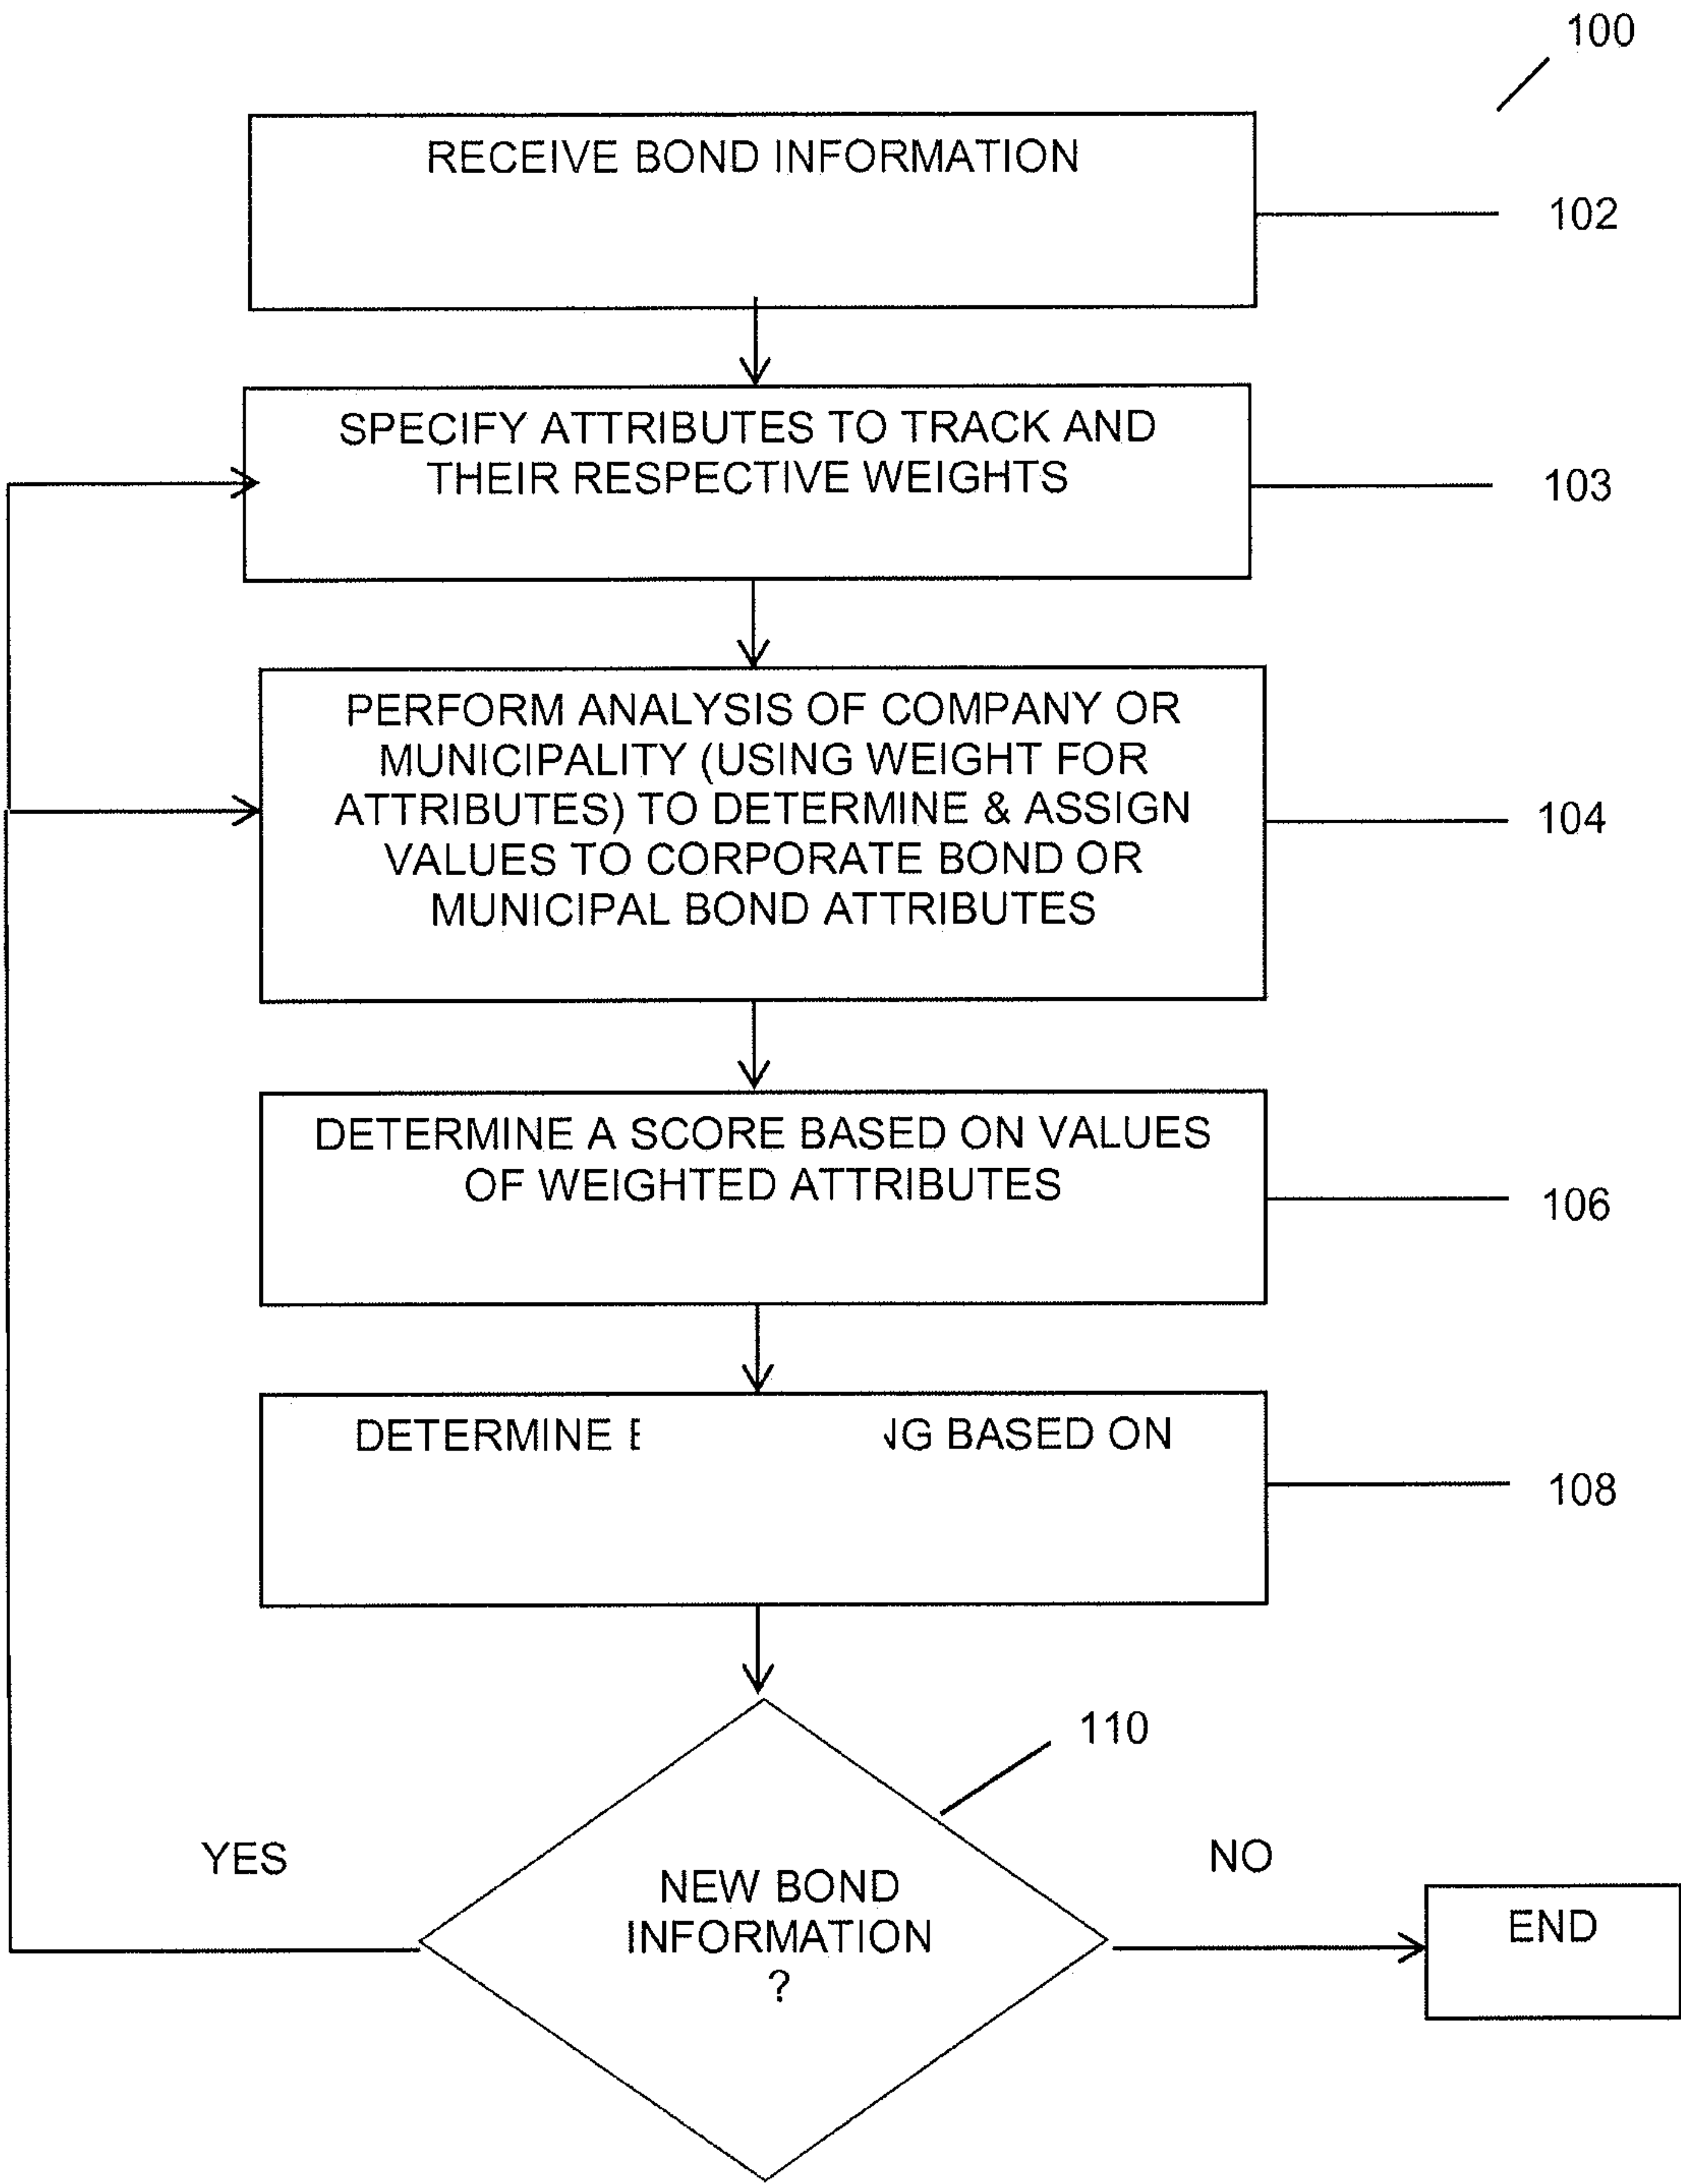 100
RECEIVE BOND INFORMATION
102
SPECIFY ATTRIBUTES TO TRACK AND
THEIR RESPECTIVE WEIGHTS
103
PERFORM ANALYSIS OF COMPANY OR
MUNICIPALITY (USING WEIGHT FOR
ATTRIBUTES) TO DETERMINE & ASSIGN
VALUES TO CORPORATE BOND OR
MUNICIPAL BOND ATTRIBUTES
104
DETERMINE A SCORE BASED ON VALUES
OF WEIGHTED ATTRIBUTES
106
DETERMINE BASED ON
108
110
YES
NO
NEW BOND
INFORMATION
?
END